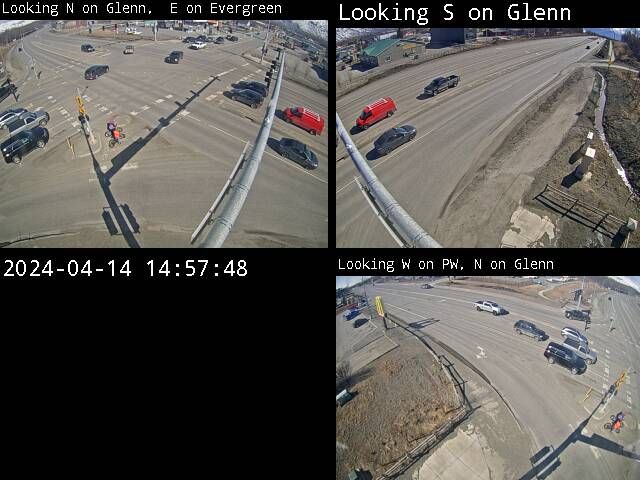 Looking N on Glenn,  E on Evergreen
Looking S on Glenn
2024-04-14 14:57:48
Looking W on PW, N on Glenn